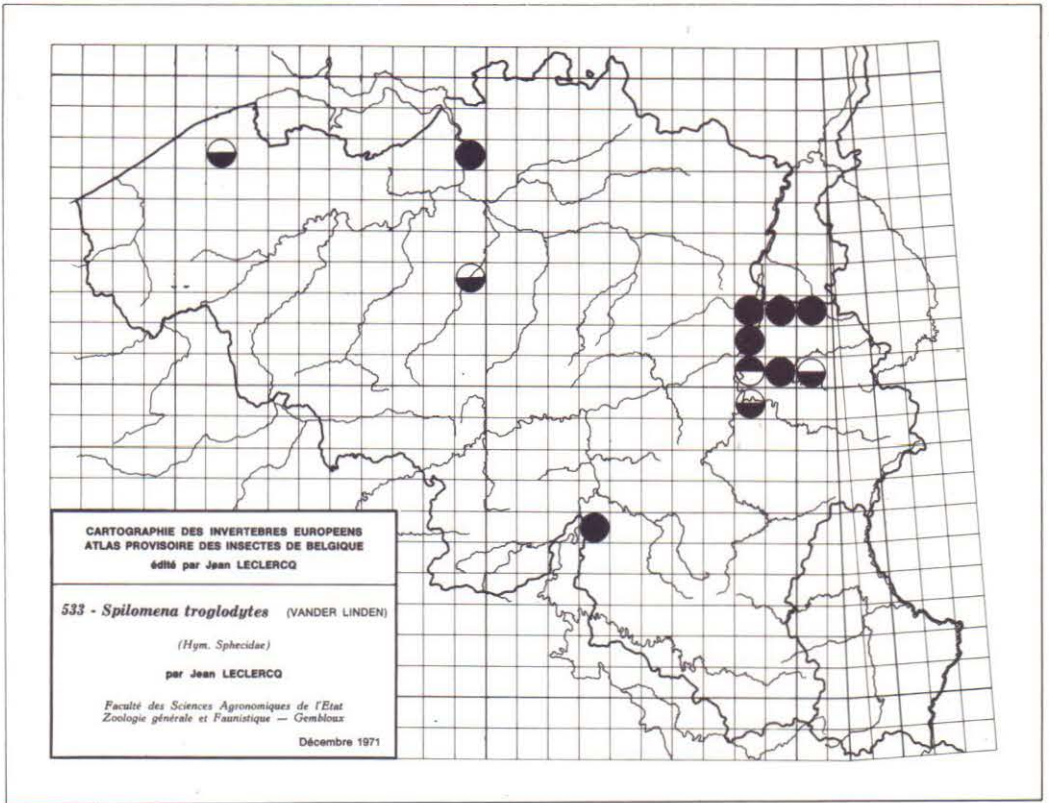 CARTOGRAPHIE DES INVERTEBRES EUROPEENS
ATLAS PROVISOIRE DES INSECTES DE BELGIQUE
édité par Jean LECLERCQ
533 - Spilomena troglodytes (VANDER LINDEN)
(Hym. Sphecidae)
par Jean LECLERCQ
Faculté des Sciences Agronomiques de l'Etat
Zoologie générale et Faunistique — Gembloux
Décembre 1971